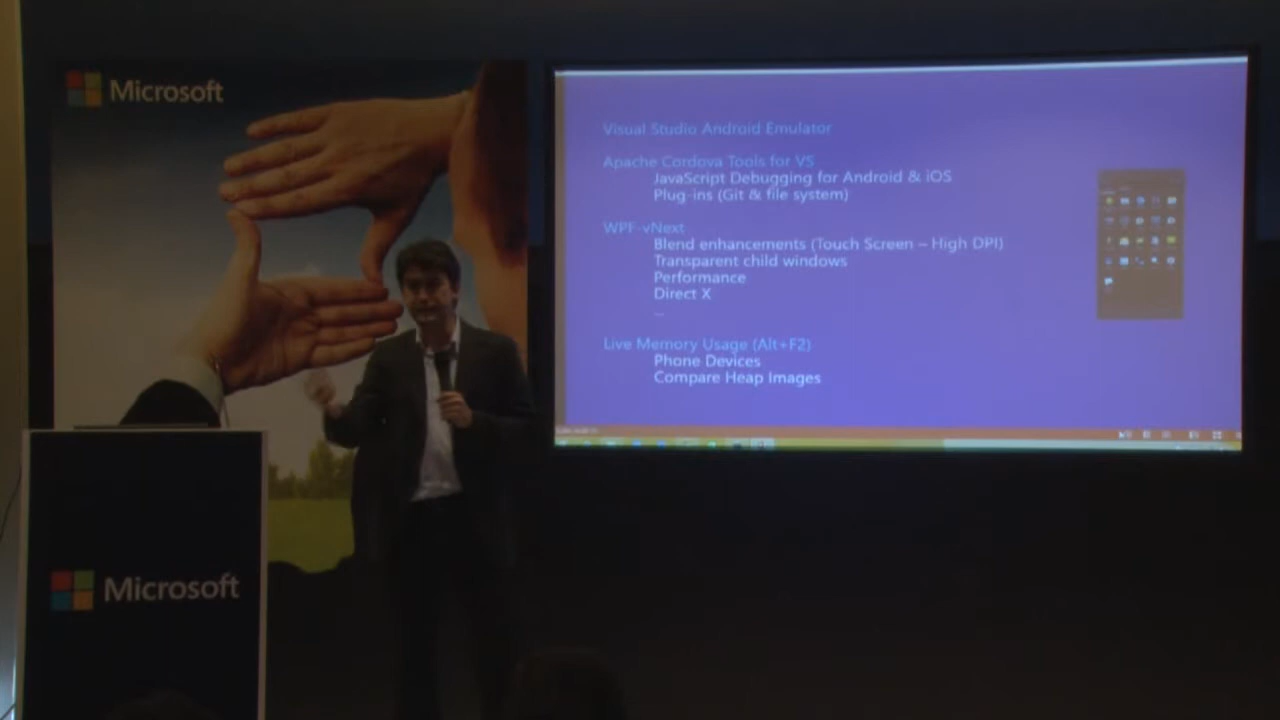 Microsoft
Visual Studio Android Emulator
Apache Cordova Tools for VS
JavaScript Debugging for Android & iOS
Plug-ins (Git & file system)
WPF-vNext
Blend enhancements (Touch Screen – High DPI)
Transparent child windows
Performance
Direct X
...
Live Memory Usage (Alt+F2)
Phone Devices
Compare Heap Images
Microsoft